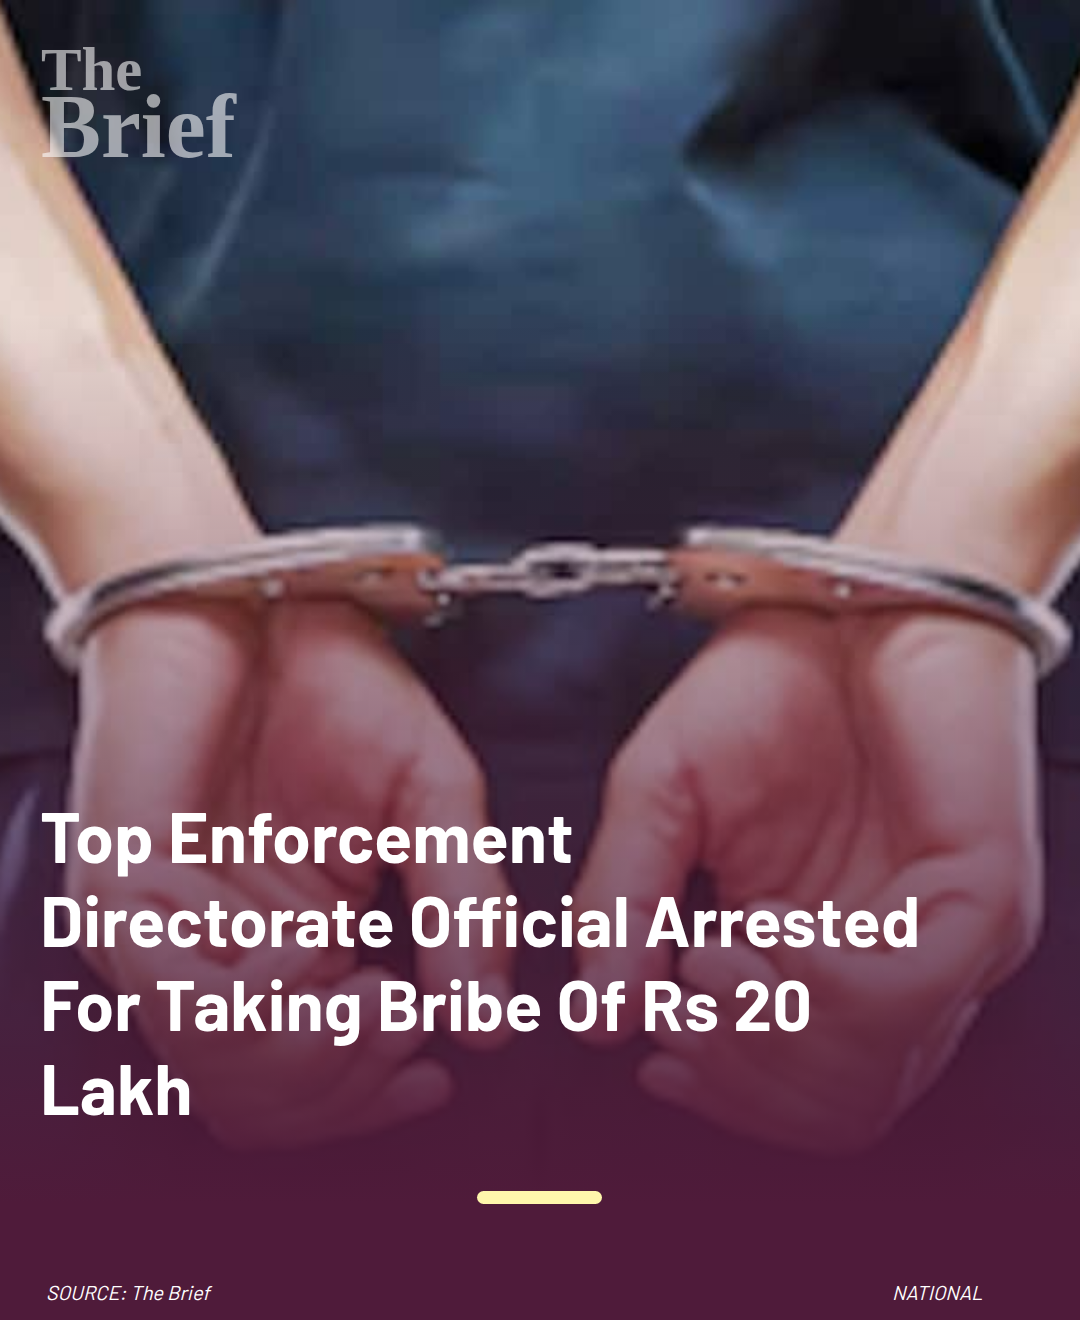 The
Brief
Top Enforcement
Directorate Official Arrested
For Taking Bribe Of Rs 20
Lakh
SOURCE: The Brief
NATIONAL